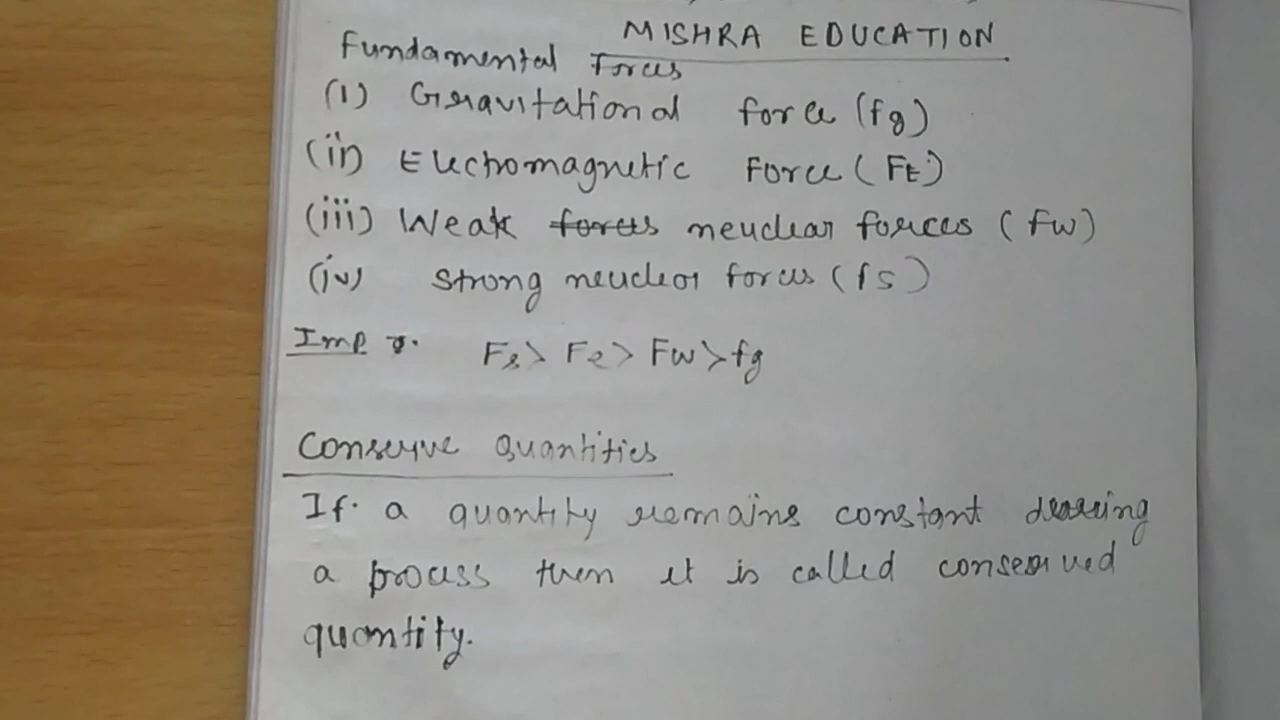 MISHRA EDUCATION
Fundamental Forces
(i) Gravitational force (fg)
(ii) Electromagnetic Force (FE)
(iii) Weak forces neuclear forces (fw)
(iv) Strong neuclear forces (fs)
Imp Fs > Fe > Fw > fg
Conserve Quantities
If a quantity remains constant during
a process then it is called conserved
quantity.